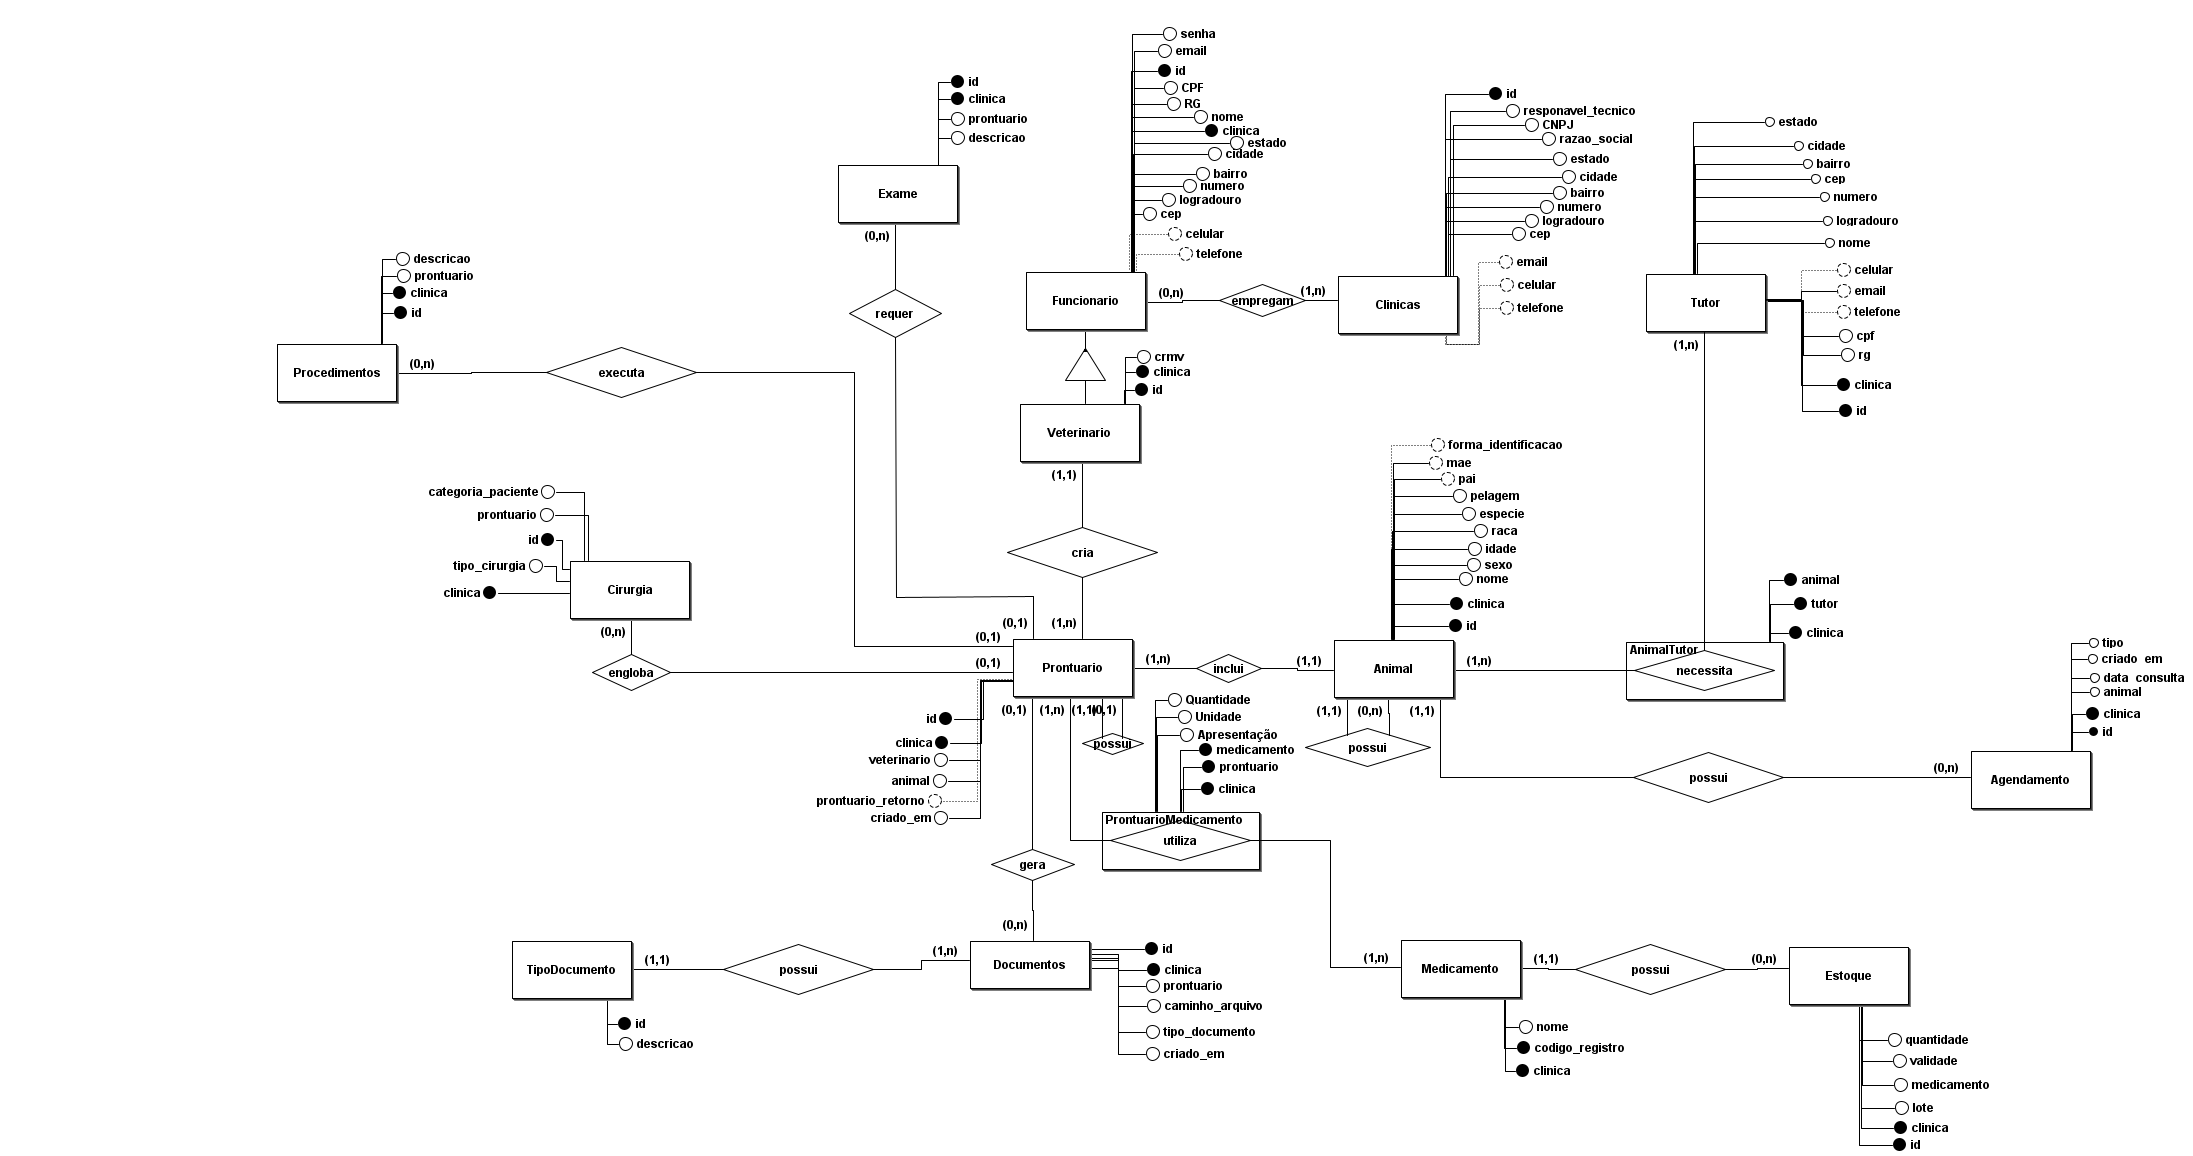 senha
email
id
CPF
RG
nome
clinica
estado
cidade
bairro
numero
logradouro
cep
celular
telefone
Funcionario
(0,n)
empregam
(1,n)
id
responavel_tecnico
CNPJ
razao_social
estado
cidade
bairro
numero
logradouro
cep
email
celular
telefone
Clinicas
estado
cidade
bairro
cep
numero
logradouro
nome
celular
email
telefone
cpf
rg
clinica
id
Tutor
(1,n)
id
clinica
prontuario
descricao
Exame
(0,n)
requer
(0,1)
descricao
prontuario
clinica
id
Procedimentos
(0,n)
executa
(0,1)
crmv
clinica
id
Veterinario
(1,1)
cria
(1,n)
categoria_paciente
prontuario
id
tipo_cirurgia
clinica
Cirurgia
(0,n)
engloba
(0,1)
Prontuario
(1,n)
inclui
(1,1)
forma_identificacao
mae
pai
pelagem
especie
raca
idade
sexo
nome
clinica
id
Animal
(1,n)
animal
tutor
clinica
AnimalTutor
necessita
tipo
criado_em
data_consulta
animal
clinica
id
Agendamento
(0,n)
possui
(1,1)
(0,n)
(1,1)
possui
id
clinica
veterinario
animal
prontuario_retorno
criado_em
(0,1)
(1,n)
(1,1)
(0,1)
possui
Quantidade
Unidade
Apresentação
medicamento
prontuario
clinica
ProntuarioMedicamento
utiliza
gera
(0,n)
TipoDocumento
(1,1)
possui
(1,n)
Documentos
id
descricao
id
clinica
prontuario
caminho_arquivo
tipo_documento
criado_em
(1,n)
Medicamento
(1,1)
possui
(0,n)
Estoque
nome
codigo_registro
clinica
quantidade
validade
medicamento
lote
clinica
id